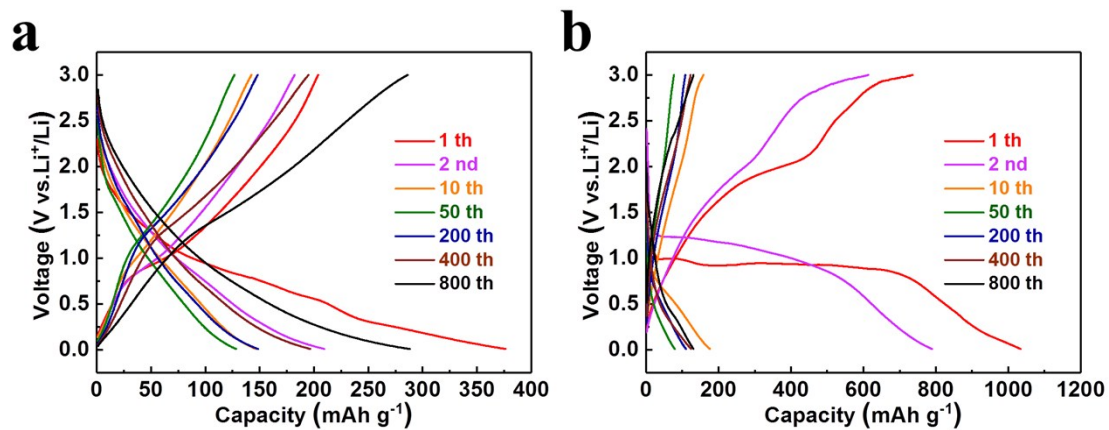 a
3.0
2.5
2.0
1.5
1.0
0.5
0.0
Voltage (V vs.Li⁺/Li)
1 th
2 nd
10 th
50 th
200 th
400 th
800 th
0 50 100 150 200 250 300 350 400
Capacity (mAh g⁻¹)
b
3.0
2.5
2.0
1.5
1.0
0.5
0.0
Voltage (V vs.Li⁺/Li)
1 th
2 nd
10 th
50 th
200 th
400 th
800 th
0 200 400 600 800 1000 1200
Capacity (mAh g⁻¹)